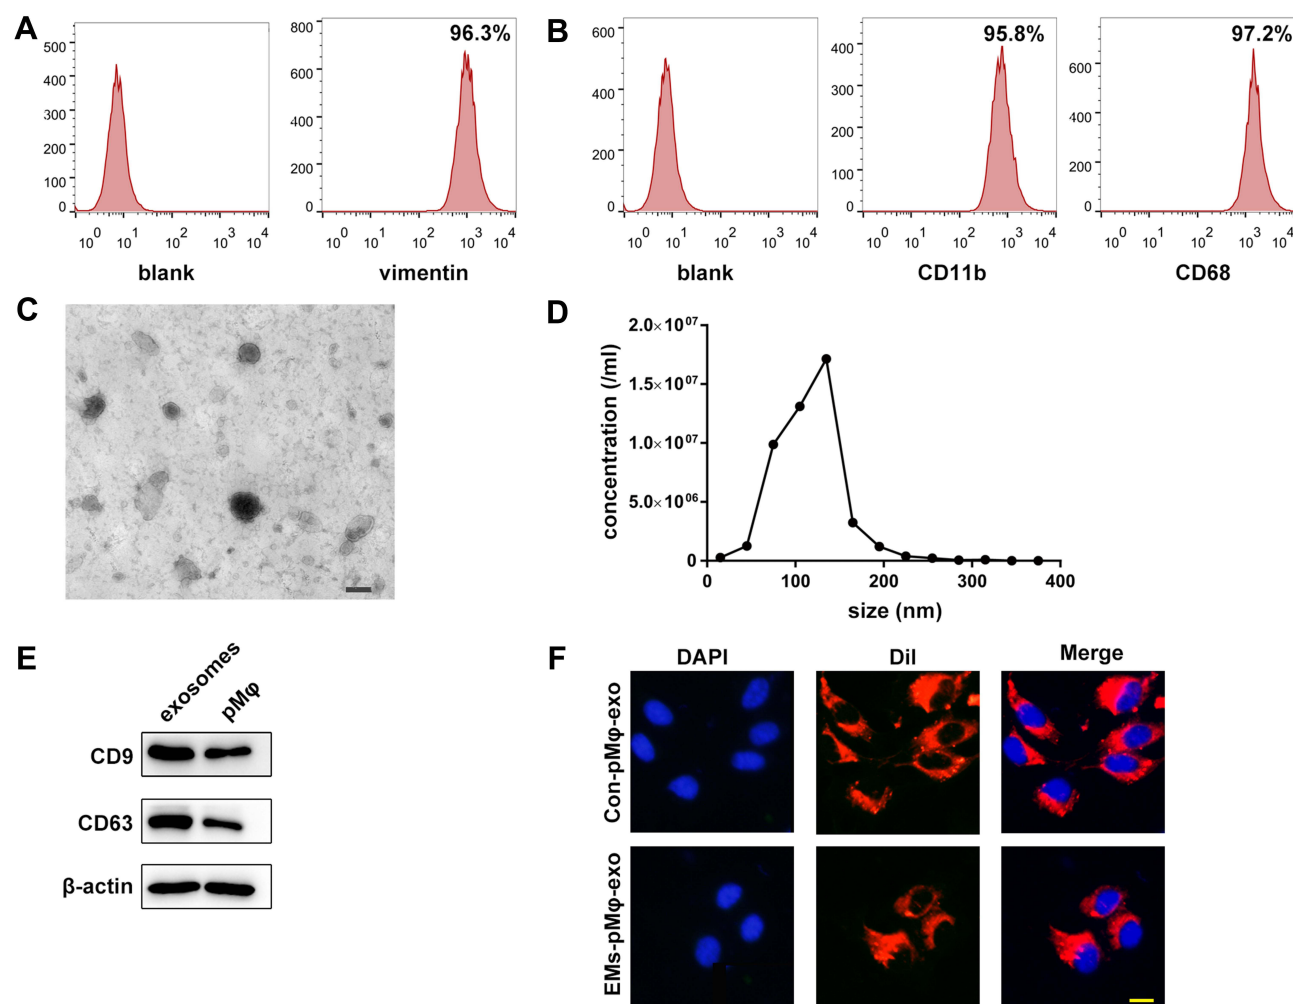 A
96.3%
500
400
300
200
100
0
10^0 10^1 10^2 10^3 10^4
blank
800
600
400
200
0
10^0 10^1 10^2 10^3 10^4
vimentin
B
95.8%
97.2%
600
400
200
0
10^0 10^1 10^2 10^3 10^4
blank
400
300
200
100
0
10^0 10^1 10^2 10^3 10^4
CD11b
600
400
200
0
10^0 10^1 10^2 10^3 10^4
CD68
C
D
2.0×10^07
1.5×10^07
1.0×10^07
5.0×10^06
0
concentration (/ml)
0 100 200 300 400
size (nm)
E
exosomes
pMφ
CD9
CD63
β-actin
F
DAPI DiI Merge
Con-pMφ-exo
EMs-pMφ-exo